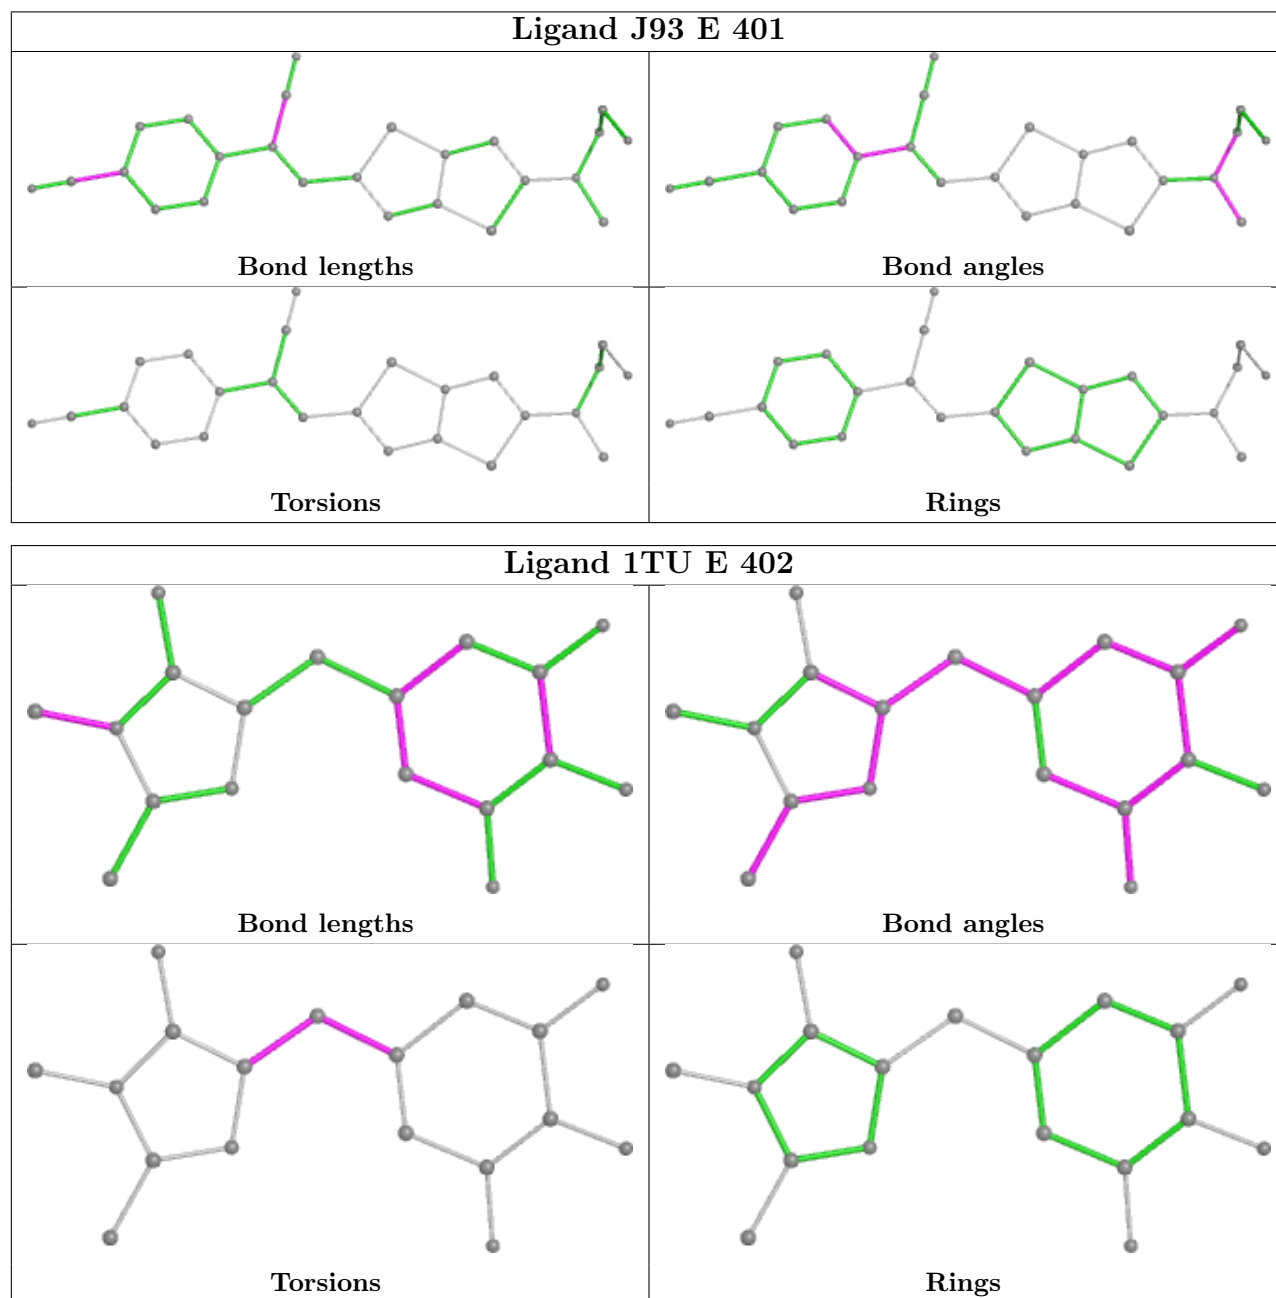 Ligand J93 E 401
Bond lengths
Bond angles
Torsions
Rings
Ligand 1TU E 402
Bond lengths
Bond angles
Torsions
Rings